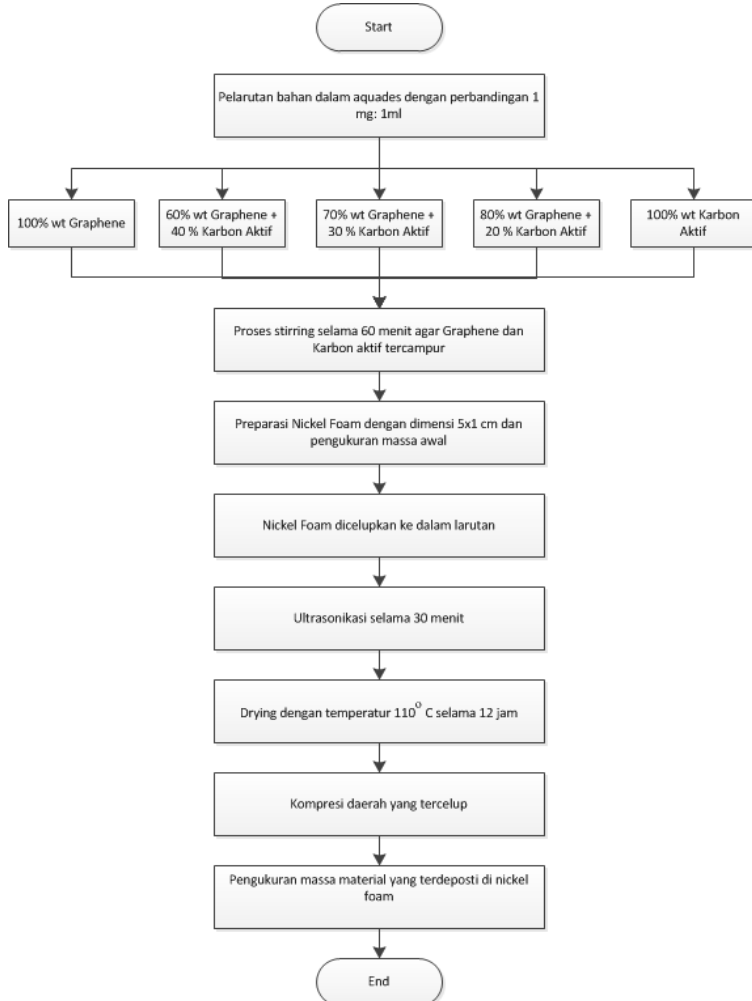 Start
Pelarutan bahan dalam aquades dengan perbandingan 1
mg: 1ml
100% wt Graphene
60% wt Graphene +
40 % Karbon Aktif
70% wt Graphene +
30 % Karbon Aktif
80% wt Graphene +
20 % Karbon Aktif
100% wt Karbon
Aktif
Proses stirring selama 60 menit agar Graphene dan
Karbon aktif tercampur
Preparasi Nickel Foam dengan dimensi 5x1 cm dan
pengukuran massa awal
Nickel Foam dicelupkan ke dalam larutan
Ultrasonikasi selama 30 menit
Drying dengan temperatur 110° C selama 12 jam
Kompresi daerah yang tercelup
Pengukuran massa material yang terdeposti di nickel
foam
End